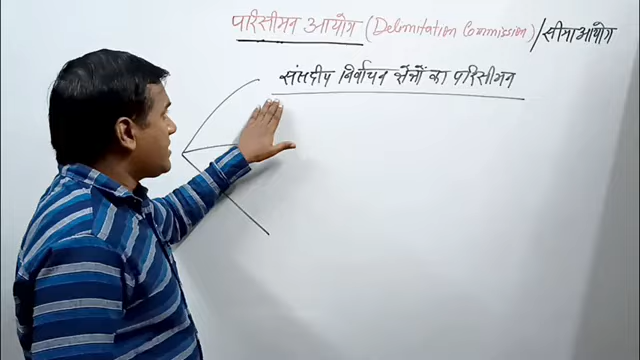 परिसीमन आयोग (Delimitation Commission) / सीमा आयोग
संसदीय निर्वाचन क्षेत्रों का परिसीमन